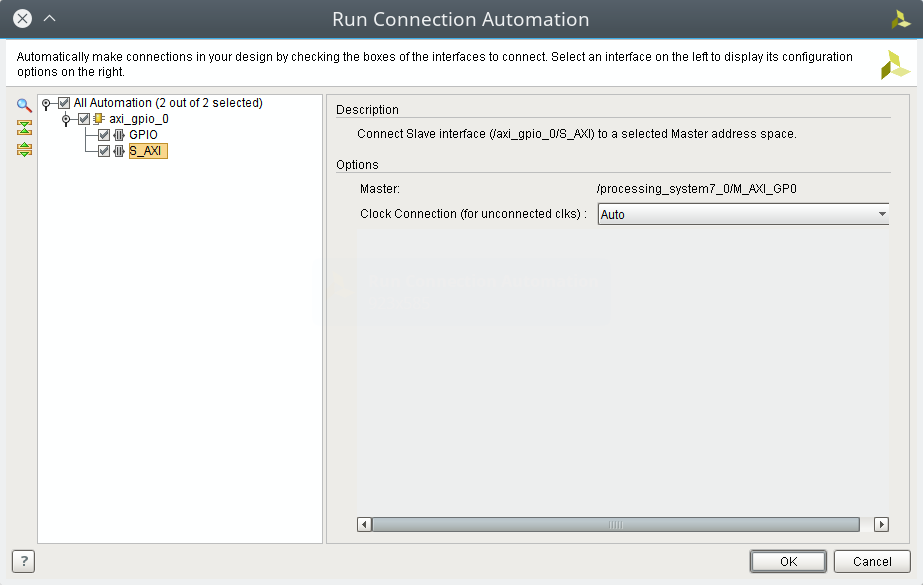 Run Connection Automation
Automatically make connections in your design by checking the boxes of the interfaces to connect. Select an interface on the left to display its configuration
options on the right.
All Automation (2 out of 2 selected)
axi_gpio_0
GPIO
S_AXI
Description
Connect Slave interface (/axi_gpio_0/S_AXI) to a selected Master address space.
Options
Master: /processing_system7_0/M_AXI_GP0
Clock Connection (for unconnected clks) : Auto
? OK Cancel